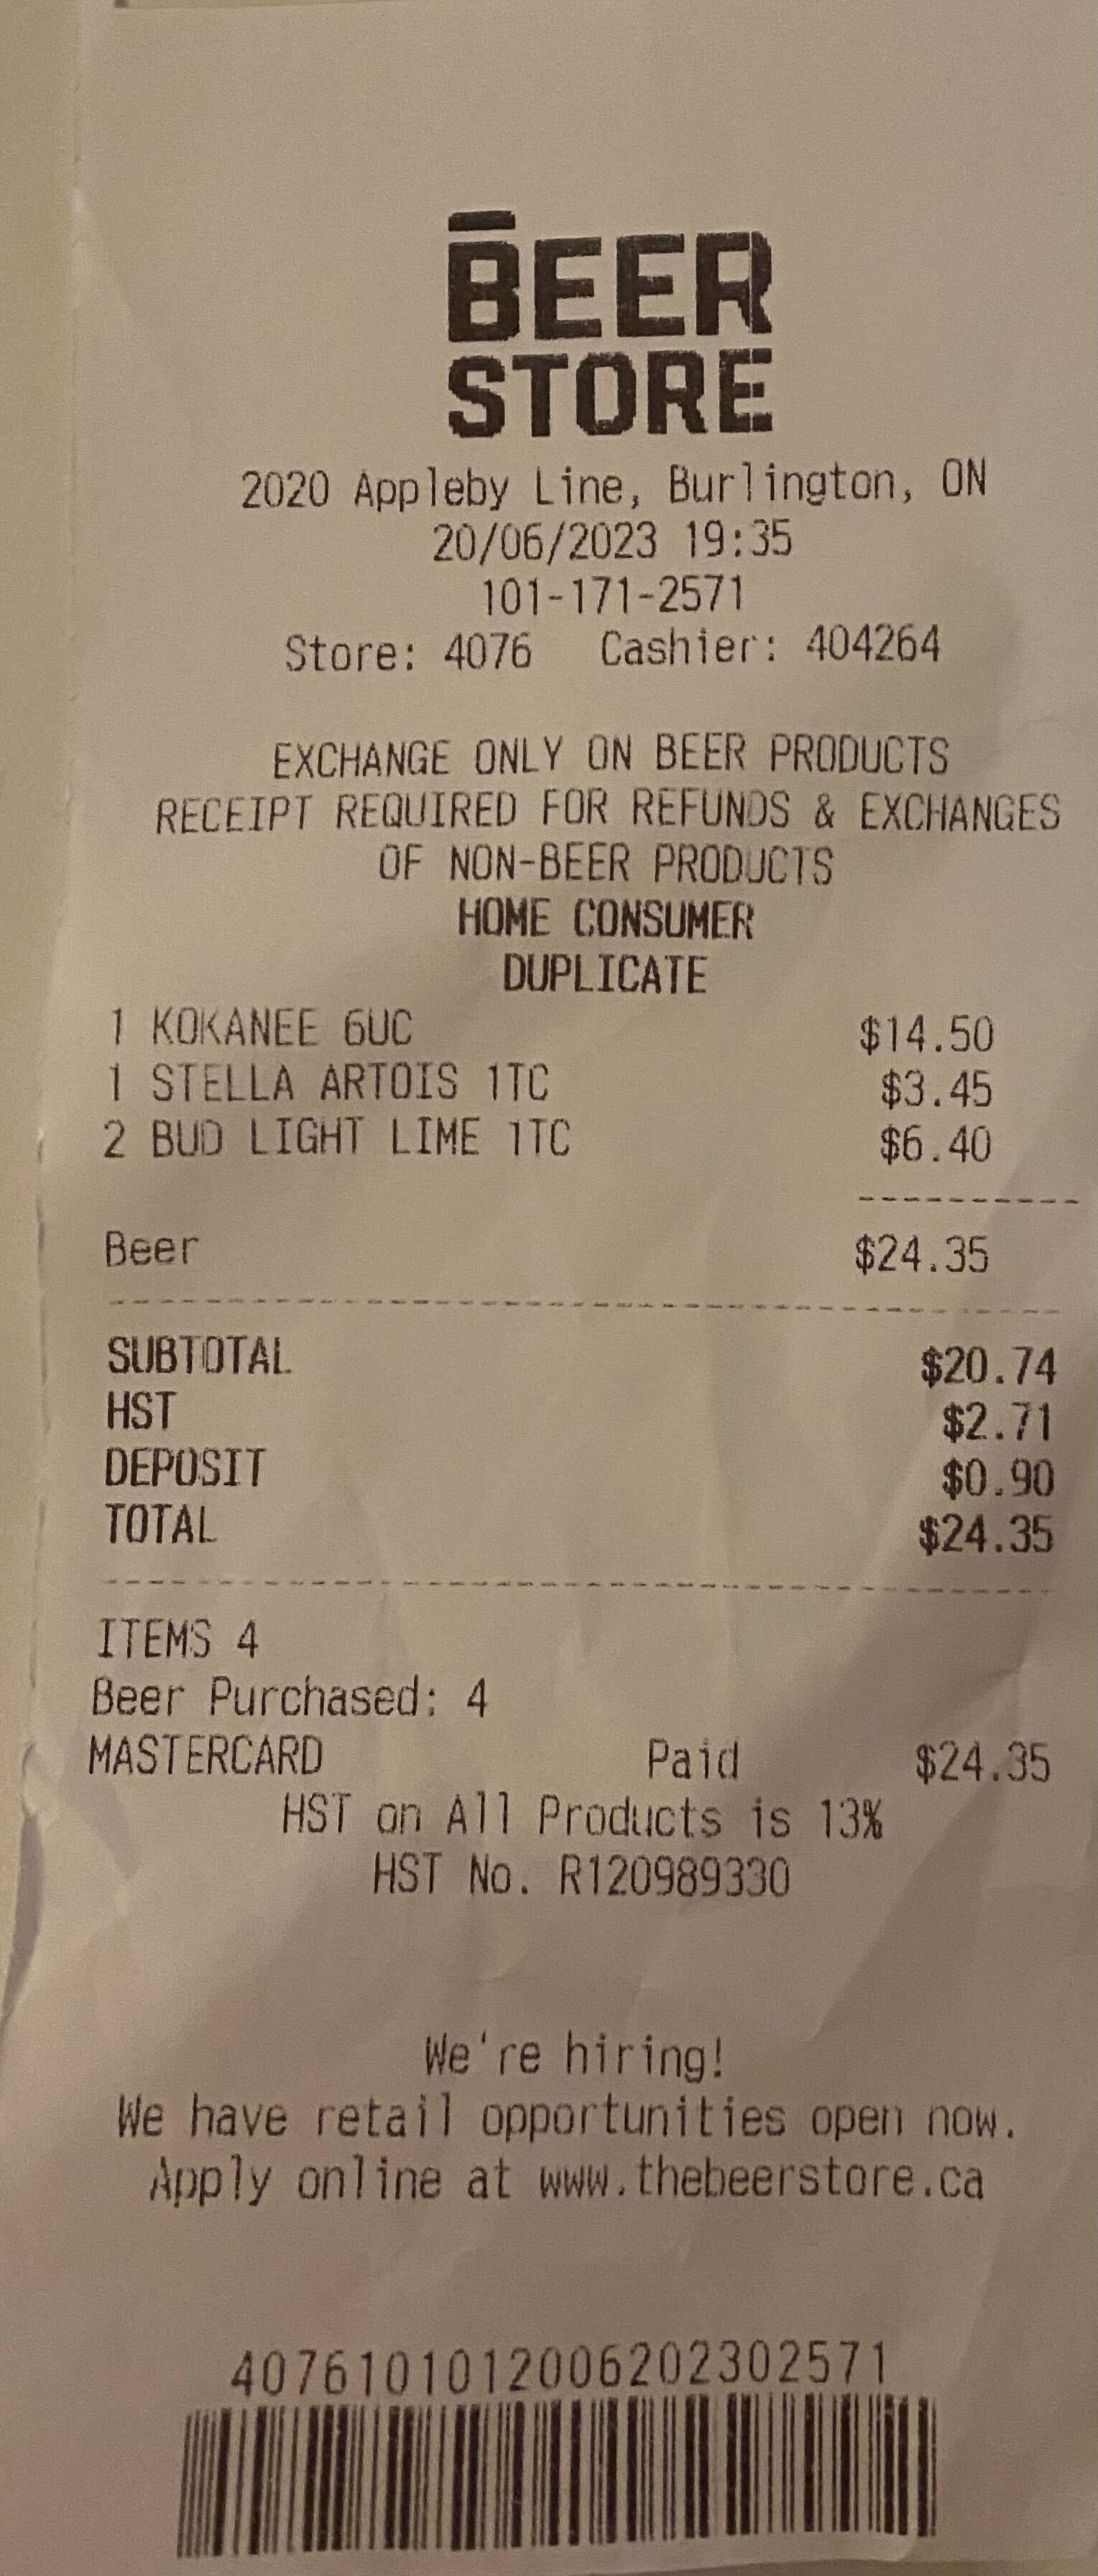 BEER
STORE
2020 Appleby Line, Burlington, ON
20/06/2023 19:35
101-171-2571
Store: 4076 Cashier: 404264
EXCHANGE ONLY ON BEER PRODUCTS
RECEIPT REQUIRED FOR REFUNDS & EXCHANGES
OF NON-BEER PRODUCTS
HOME CONSUMER
DUPLICATE
1 KOKANEE 6UC $14.50
1 STELLA ARTOIS 1TC $3.45
2 BUD LIGHT LIME 1TC $6.40
----------
Beer $24.35
--------------------------------------------
SUBTOTAL $20.74
HST $2.71
DEPOSIT $0.90
TOTAL $24.35
--------------------------------------------
ITEMS 4
Beer Purchased: 4
MASTERCARD Paid $24.35
HST on All Products is 13%
HST No. R120989330
We're hiring!
We have retail opportunities open now.
Apply online at www.thebeerstore.ca
4076101012006202302571